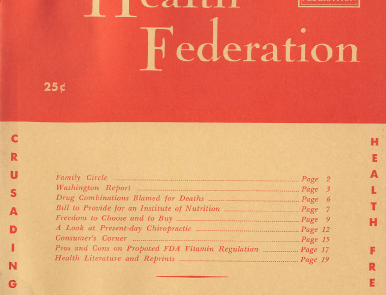 Health
Federation
25¢
CRUSADING
HEALTH FRE
Family Circle Page 2
Washington Report Page 3
Drug Combinations Blamed for Deaths Page 6
Bill to Provide for an Institute of Nutrition Page 7
Freedom to Choose and to Buy Page 9
A Look at Present-day Chiropractic Page 12
Consumer's Corner Page 15
Pros and Cons on Proposed FDA Vitamin Regulation Page 17
Health Literature and Reprints Page 19